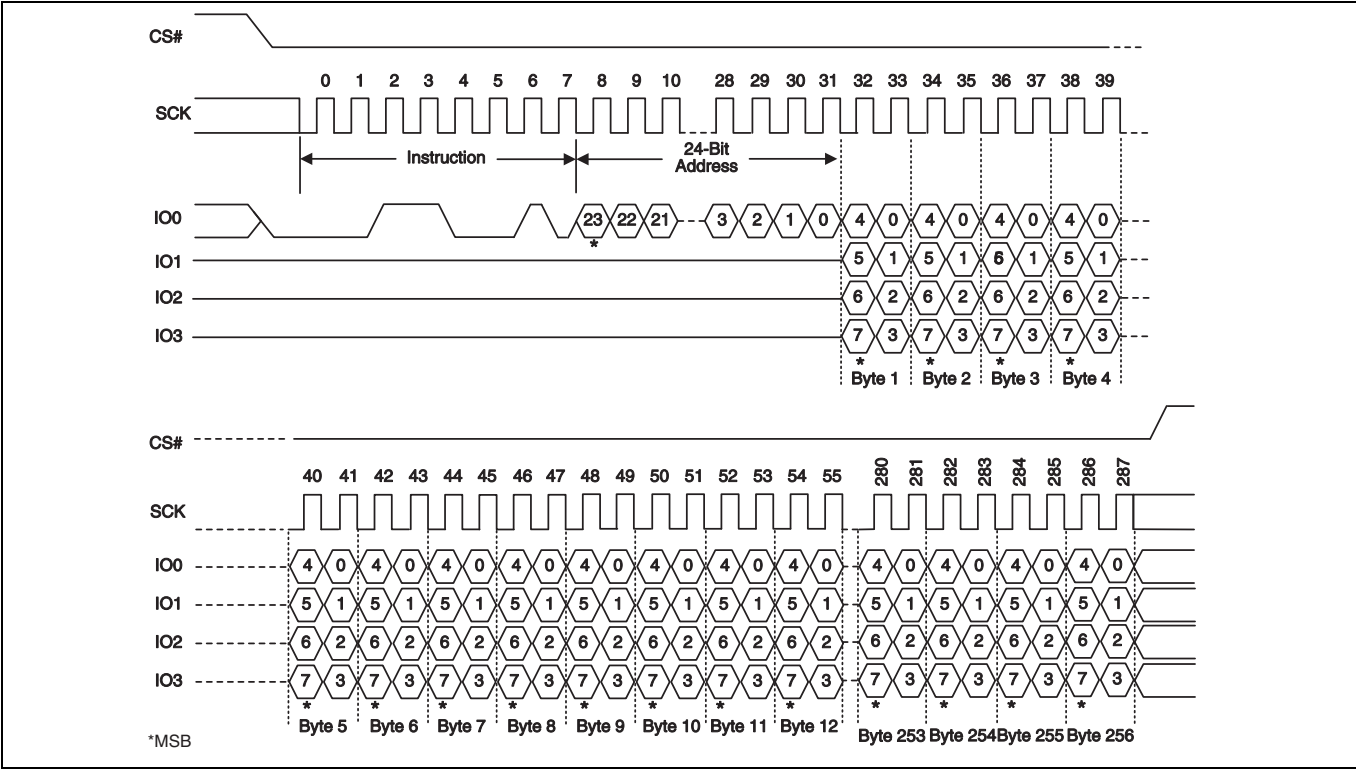 CS#
0 1 2 3 4 5 6 7 8 9 10 28 29 30 31 32 33 34 35 36 37 38 39
SCK
Instruction
24-Bit
Address
IO0 23 22 21 3 2 1 0 4 0 4 0 4 0 4 0
*
IO1 5 1 5 1 6 1 5 1
IO2 6 2 6 2 6 2 6 2
IO3 7 3 7 3 7 3 7 3
* * * *
Byte 1 Byte 2 Byte 3 Byte 4
CS#
40 41 42 43 44 45 46 47 48 49 50 51 52 53 54 55 280 281 282 283 284 285 286 287
SCK
IO0 4 0 4 0 4 0 4 0 4 0 4 0 4 0 4 0 4 0 4 0 4 0 4 0
IO1 5 1 5 1 5 1 5 1 5 1 5 1 5 1 5 1 5 1 5 1 5 1 5 1
IO2 6 2 6 2 6 2 6 2 6 2 6 2 6 2 6 2 6 2 6 2 6 2 6 2
IO3 7 3 7 3 7 3 7 3 7 3 7 3 7 3 7 3 7 3 7 3 7 3 7 3
* * * * * * * * * * * *
Byte 5 Byte 6 Byte 7 Byte 8 Byte 9 Byte 10 Byte 11 Byte 12 Byte 253 Byte 254 Byte 255 Byte 256
*MSB